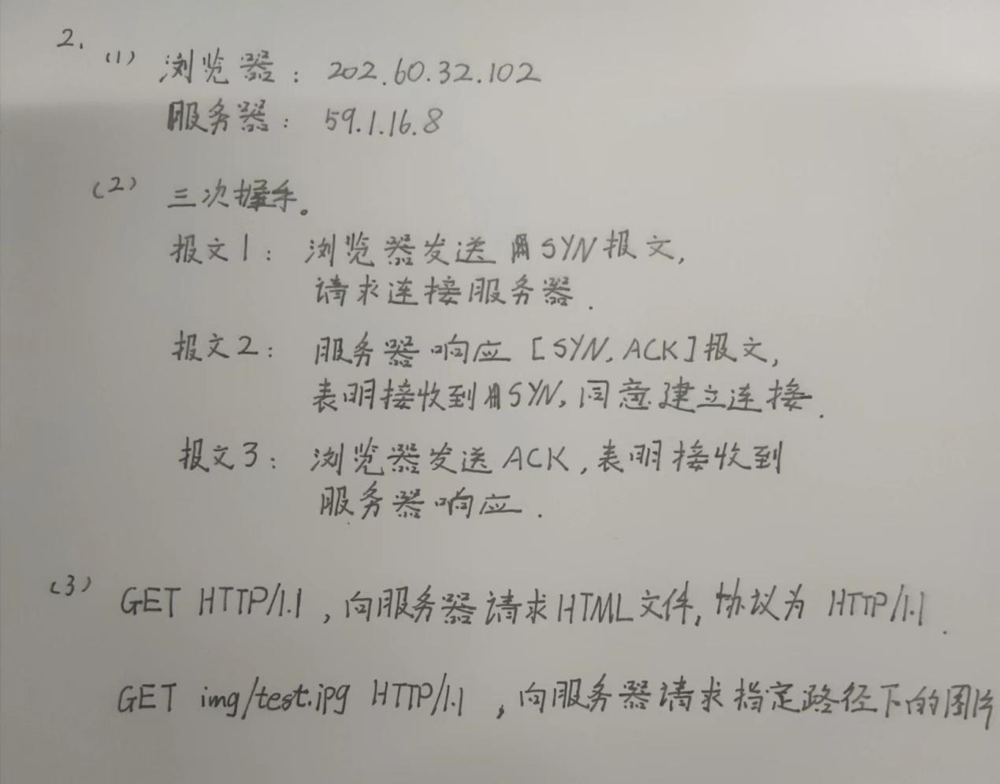 2.
(1) 浏览器: 202.60.32.102
服务器: 59.1.16.8
(2) 三次握手。
报文1: 浏览器发送 SYN报文,
请求连接服务器.
报文2: 服务器响应 [SYN, ACK]报文,
表明接收到SYN, 同意建立连接.
报文3: 浏览器发送ACK, 表明接收到
服务器响应.
(3) GET HTTP/1.1, 向服务器请求HTML文件, 协议为 HTTP/1.1.
GET img/test.jpg HTTP/1.1, 向服务器请求指定路径下的图片